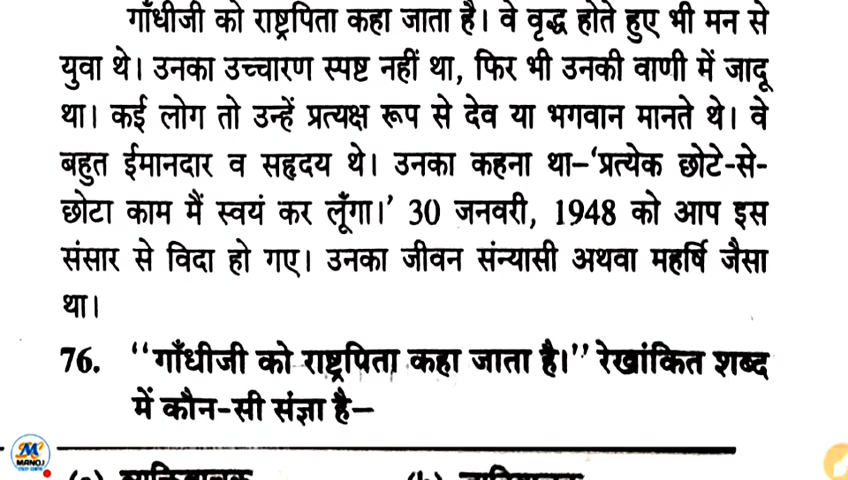 गाँधीजी को राष्ट्रपिता कहा जाता है। वे वृद्ध होते हुए भी मन से
युवा थे। उनका उच्चारण स्पष्ट नहीं था, फिर भी उनकी वाणी में जादू
था। कई लोग तो उन्हें प्रत्यक्ष रूप से देव या भगवान मानते थे। वे
बहुत ईमानदार व सहृदय थे। उनका कहना था–‘प्रत्येक छोटे-से-
छोटा काम मैं स्वयं कर लूँगा।’ 30 जनवरी, 1948 को आप इस
संसार से विदा हो गए। उनका जीवन संन्यासी अथवा महर्षि जैसा
था।
76. “गाँधीजी को राष्ट्रपिता कहा जाता है।” रेखांकित शब्द
में कौन-सी संज्ञा है–
MANOJ